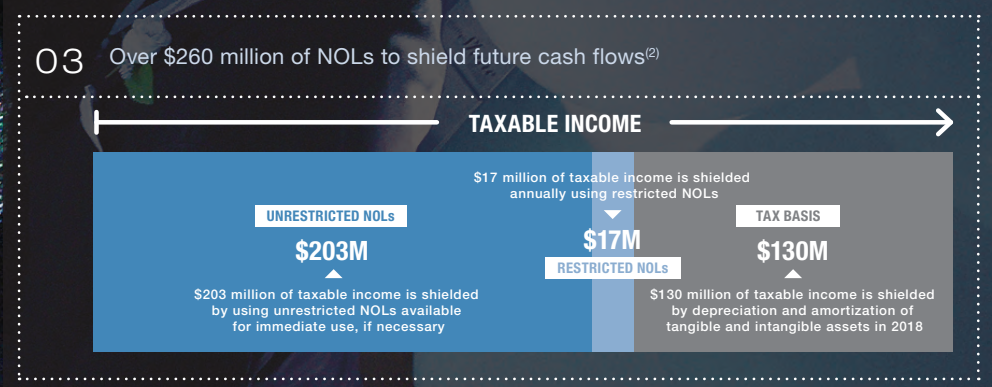 03 Over $260 million of NOLs to shield future cash flows(2)
TAXABLE INCOME
UNRESTRICTED NOLs
$203M
$203 million of taxable income is shielded
by using unrestricted NOLs available
for immediate use, if necessary
$17 million of taxable income is shielded
annually using restricted NOLs
$17M
RESTRICTED NOLs
TAX BASIS
$130M
$130 million of taxable income is shielded
by depreciation and amortization of
tangible and intangible assets in 2018